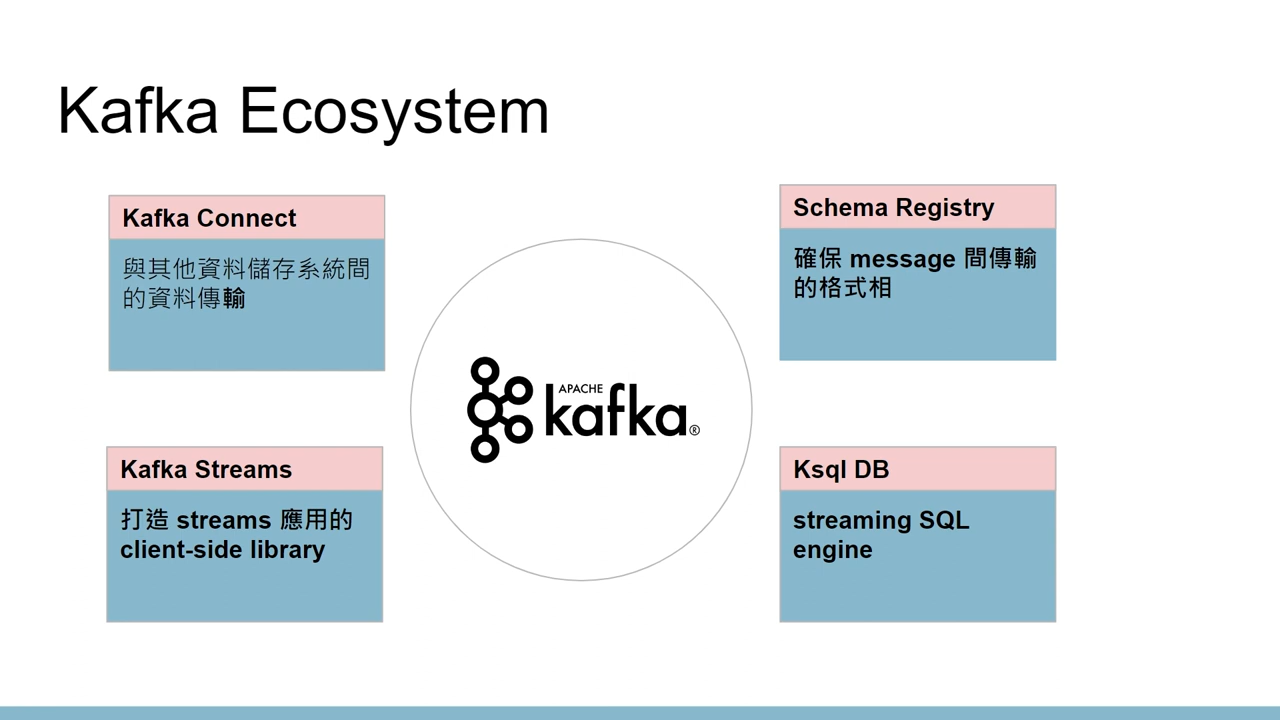 Kafka Ecosystem
Kafka Connect
與其他資料儲存系統間
的資料傳輸
Schema Registry
確保 message 間傳輸
的格式相
APACHE
kafka®
Kafka Streams
打造 streams 應用的
client-side library
Ksql DB
streaming SQL
engine